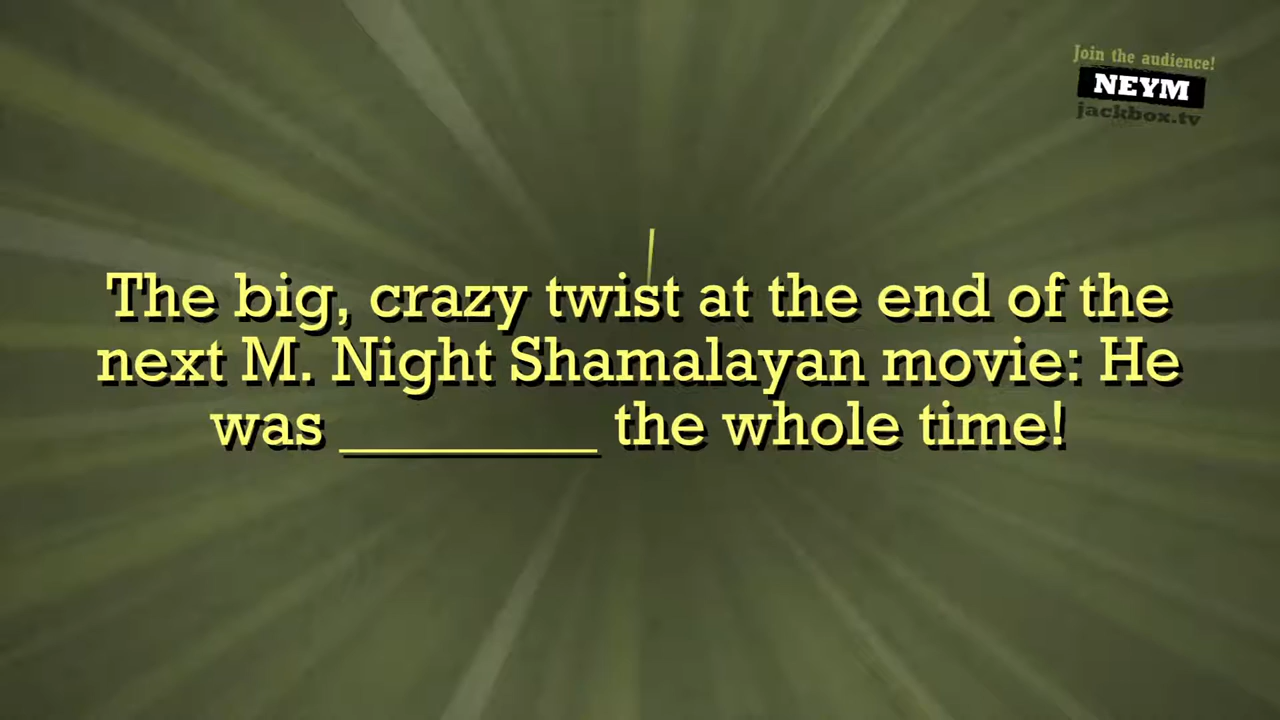 Join the audience!
NEYM
jackbox.tv
The big, crazy twist at the end of the
next M. Night Shamalayan movie: He
was ________ the whole time!